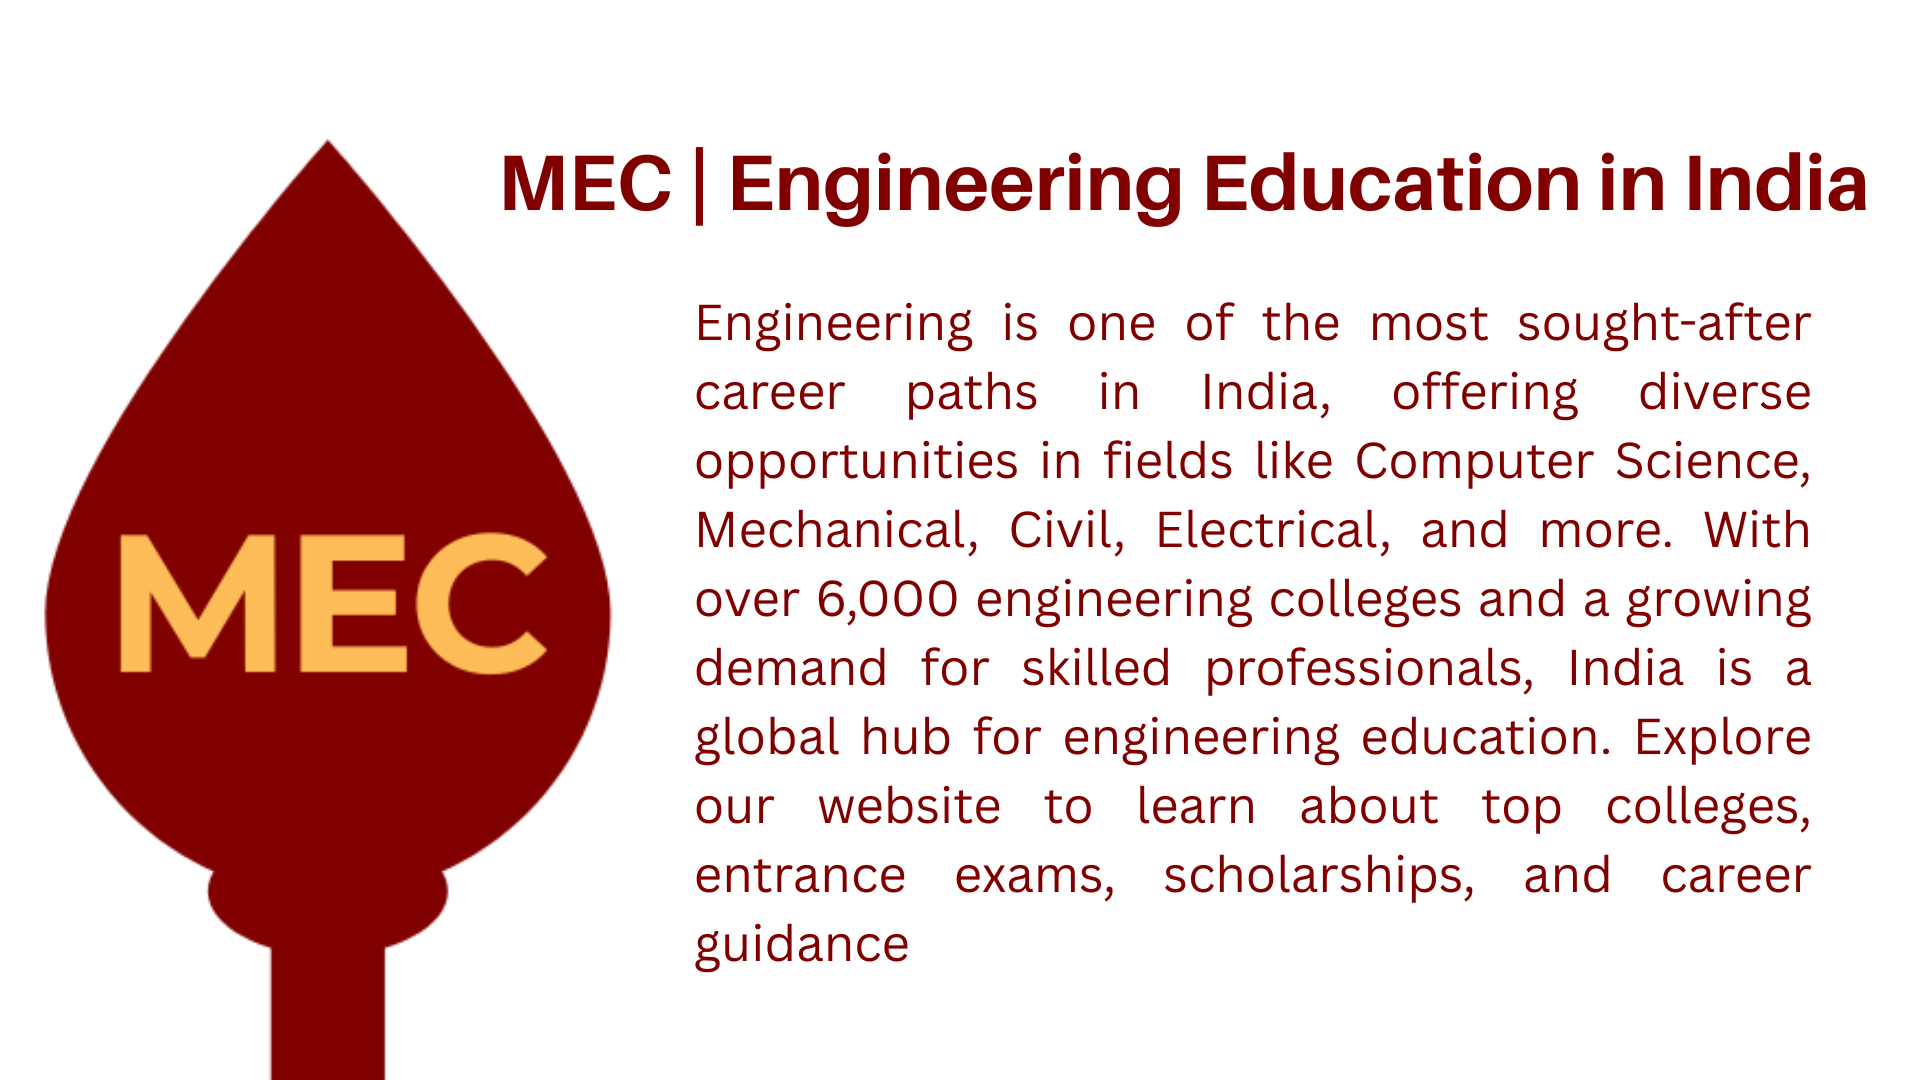 MEC | Engineering Education in India
Engineering is one of the most sought-after
career paths in India, offering diverse
opportunities in fields like Computer Science,
Mechanical, Civil, Electrical, and more. With
over 6,000 engineering colleges and a growing
demand for skilled professionals, India is a
global hub for engineering education. Explore
our website to learn about top colleges,
entrance exams, scholarships, and career
guidance
MEC